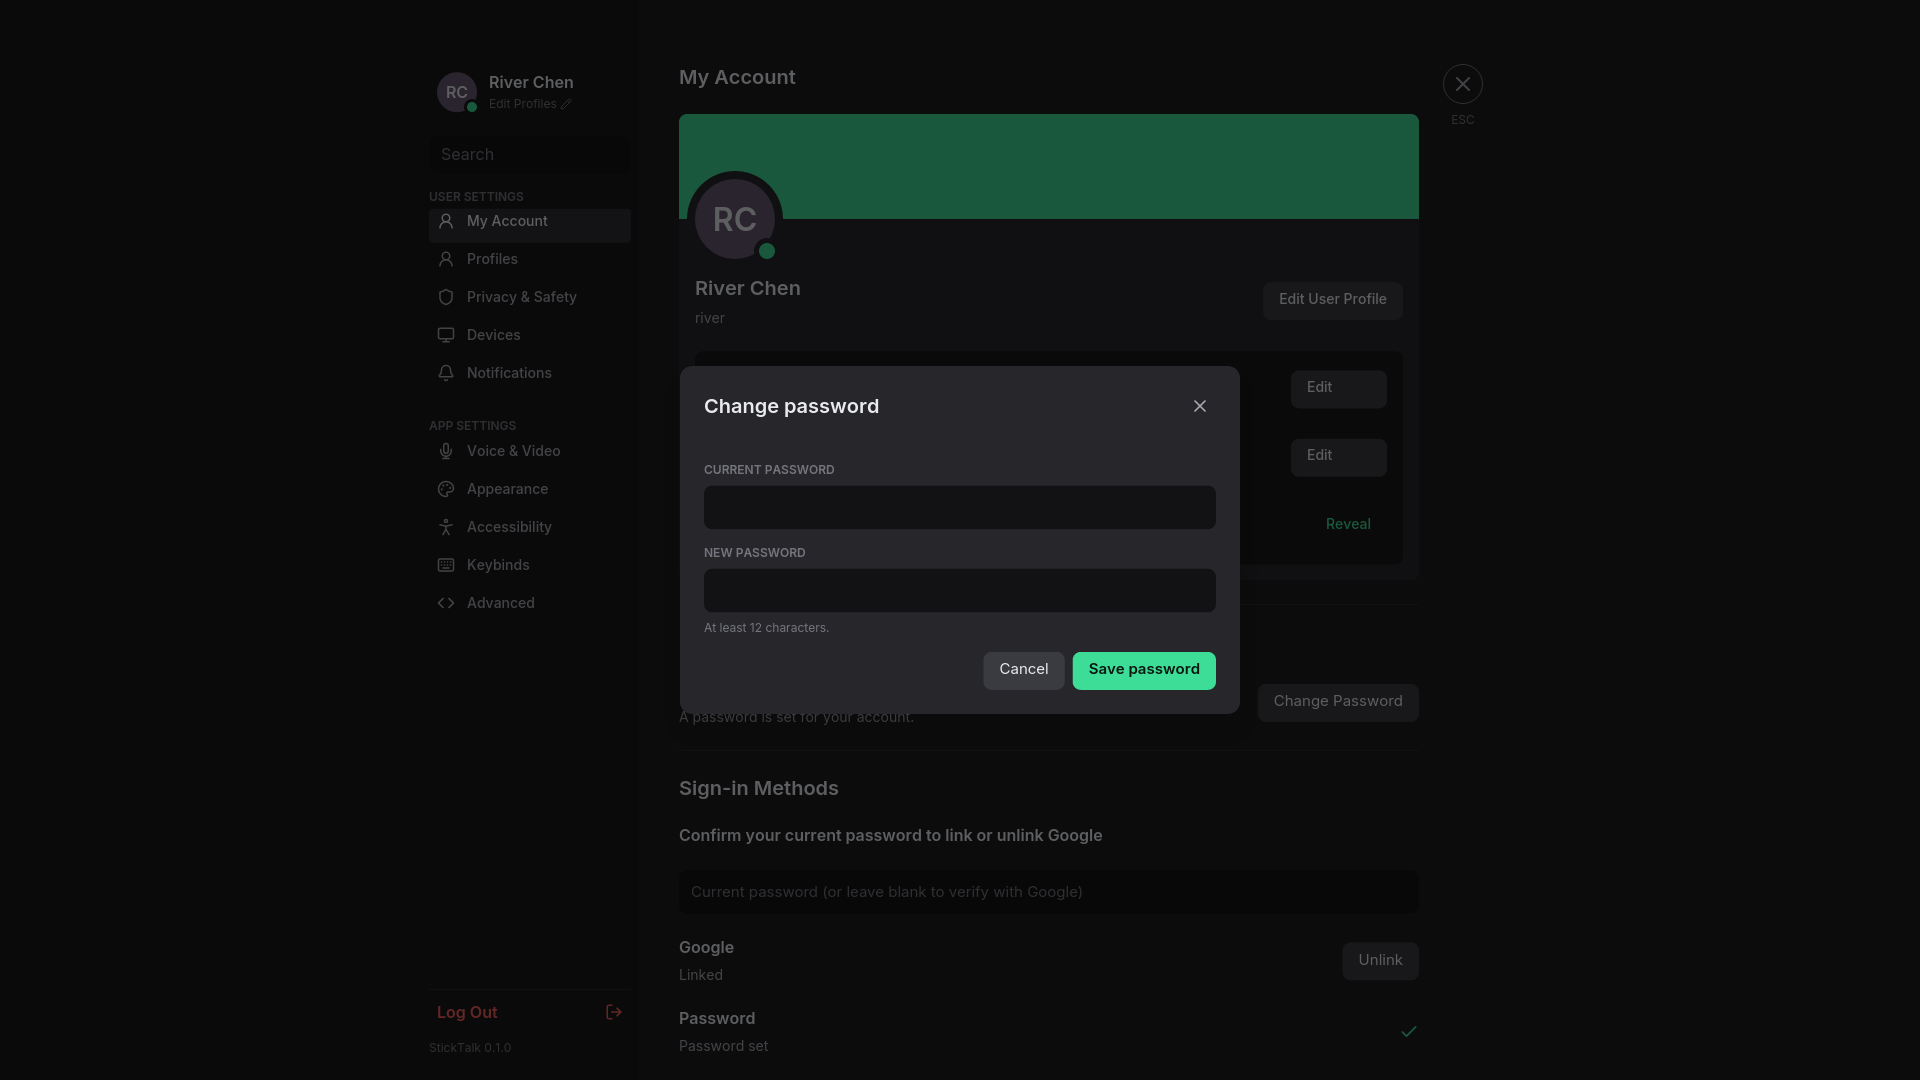 RC
River Chen
Edit Profiles
Search
USER SETTINGS
My Account
Profiles
Privacy & Safety
Devices
Notifications
APP SETTINGS
Voice & Video
Appearance
Accessibility
Keybinds
Advanced
Log Out
StickTalk 0.1.0
My Account
ESC
RC
River Chen
river
Edit User Profile
Edit
Edit
Reveal
Change password
CURRENT PASSWORD
NEW PASSWORD
At least 12 characters.
Cancel
Save password
A password is set for your account.
Change Password
Sign-in Methods
Confirm your current password to link or unlink Google
Current password (or leave blank to verify with Google)
Google
Linked
Unlink
Password
Password set